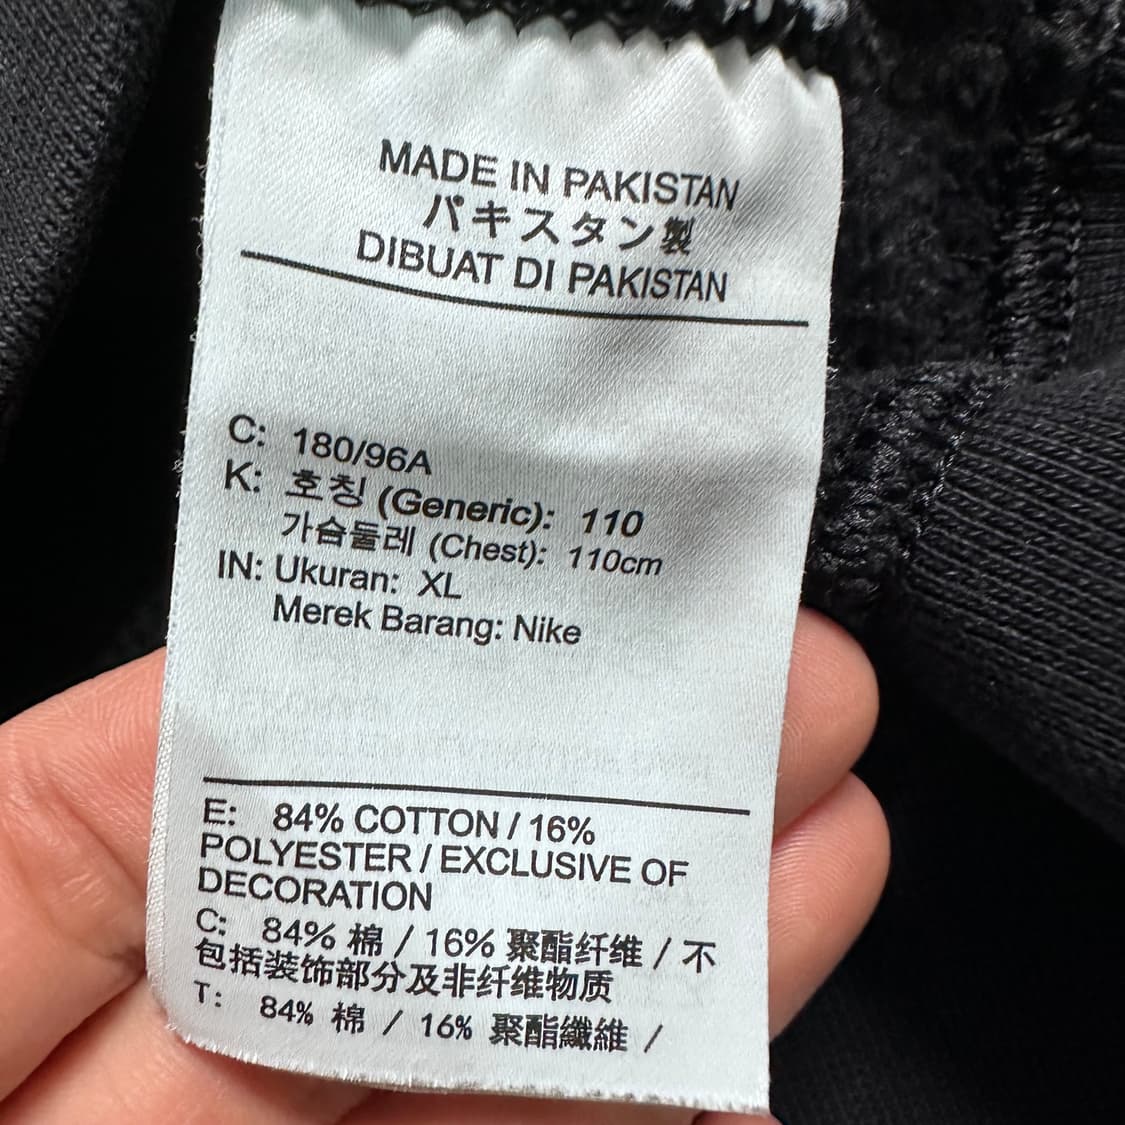 MADE IN PAKISTAN
パキスタン製
DIBUAT DI PAKISTAN
C: 180/96A
K: 호칭 (Generic): 110
가슴둘레 (Chest): 110cm
IN: Ukuran: XL
Merek Barang: Nike
E: 84% COTTON / 16%
POLYESTER / EXCLUSIVE OF
DECORATION
C: 84% 棉 / 16% 聚酯纤维 / 不
包括装饰部分及非纤维物质
T: 84% 棉 / 16% 聚酯纖維 /